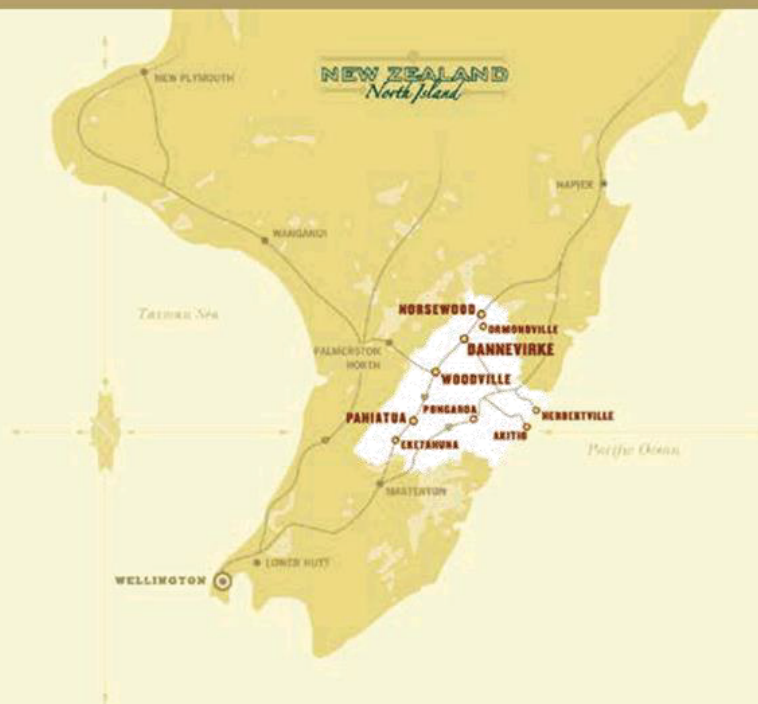 NEW ZEALAND
North Island
NEW PLYMOUTH
NAPIER
WANGANUI
Tasman Sea
NORSEWOOD
ORMONDVILLE
DANNEVIRKE
PALMERSTON
NORTH
WOODVILLE
PONGAROA
PAHIATUA
HERBERTVILLE
AKITIO
EKETAHUNA
Pacific Ocean
MASTERTON
LOWER HUTT
WELLINGTON